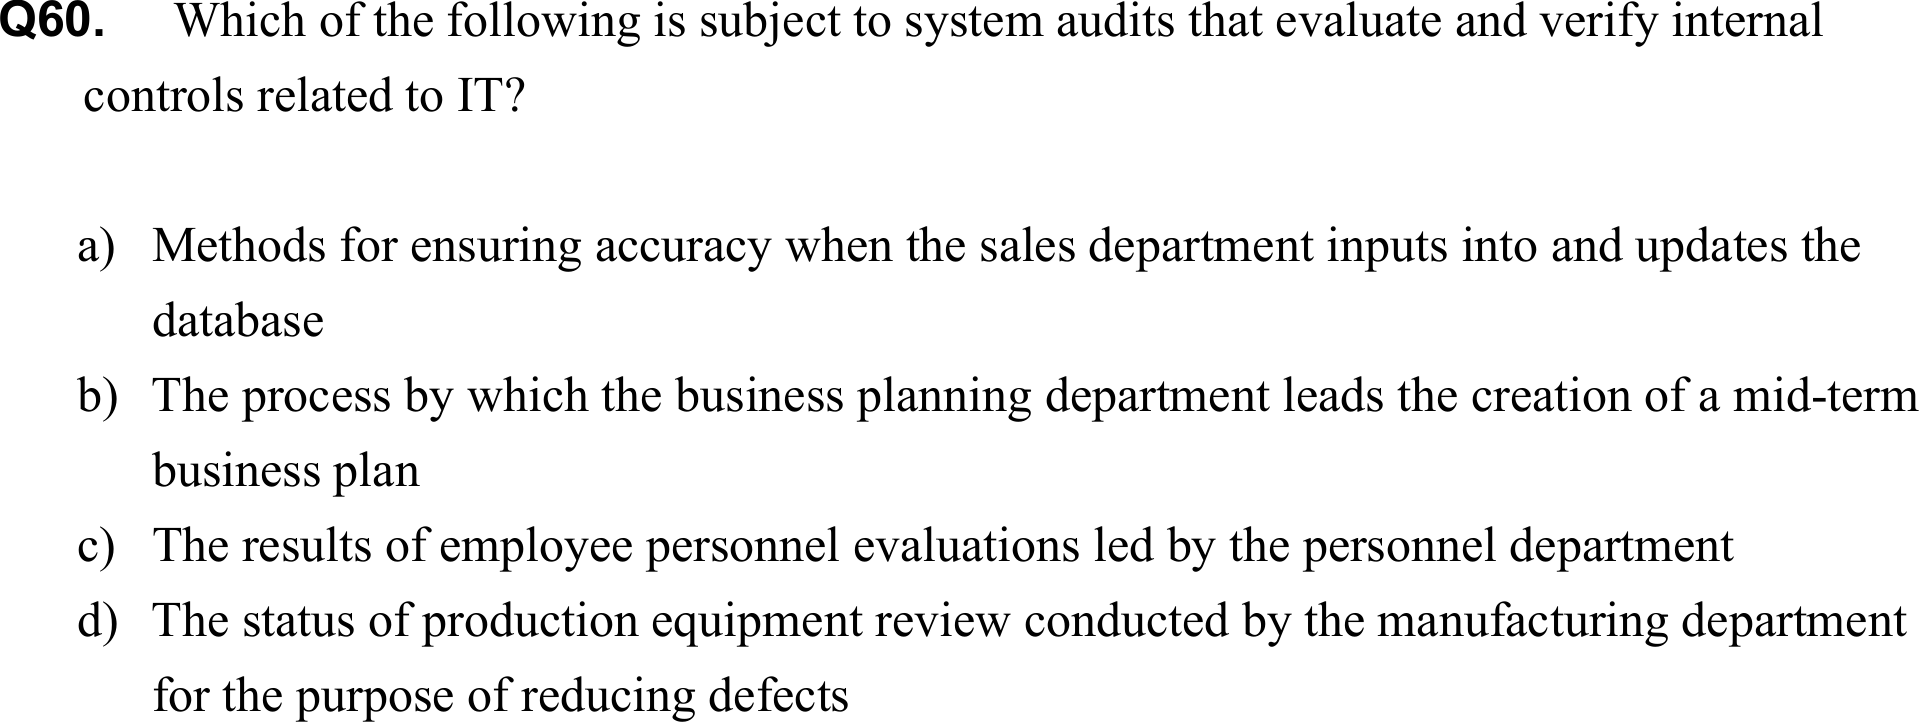 Q60. Which of the following is subject to system audits that evaluate and verify internal
controls related to IT?
a) Methods for ensuring accuracy when the sales department inputs into and updates the
database
b) The process by which the business planning department leads the creation of a mid-term
business plan
c) The results of employee personnel evaluations led by the personnel department
d) The status of production equipment review conducted by the manufacturing department
for the purpose of reducing defects